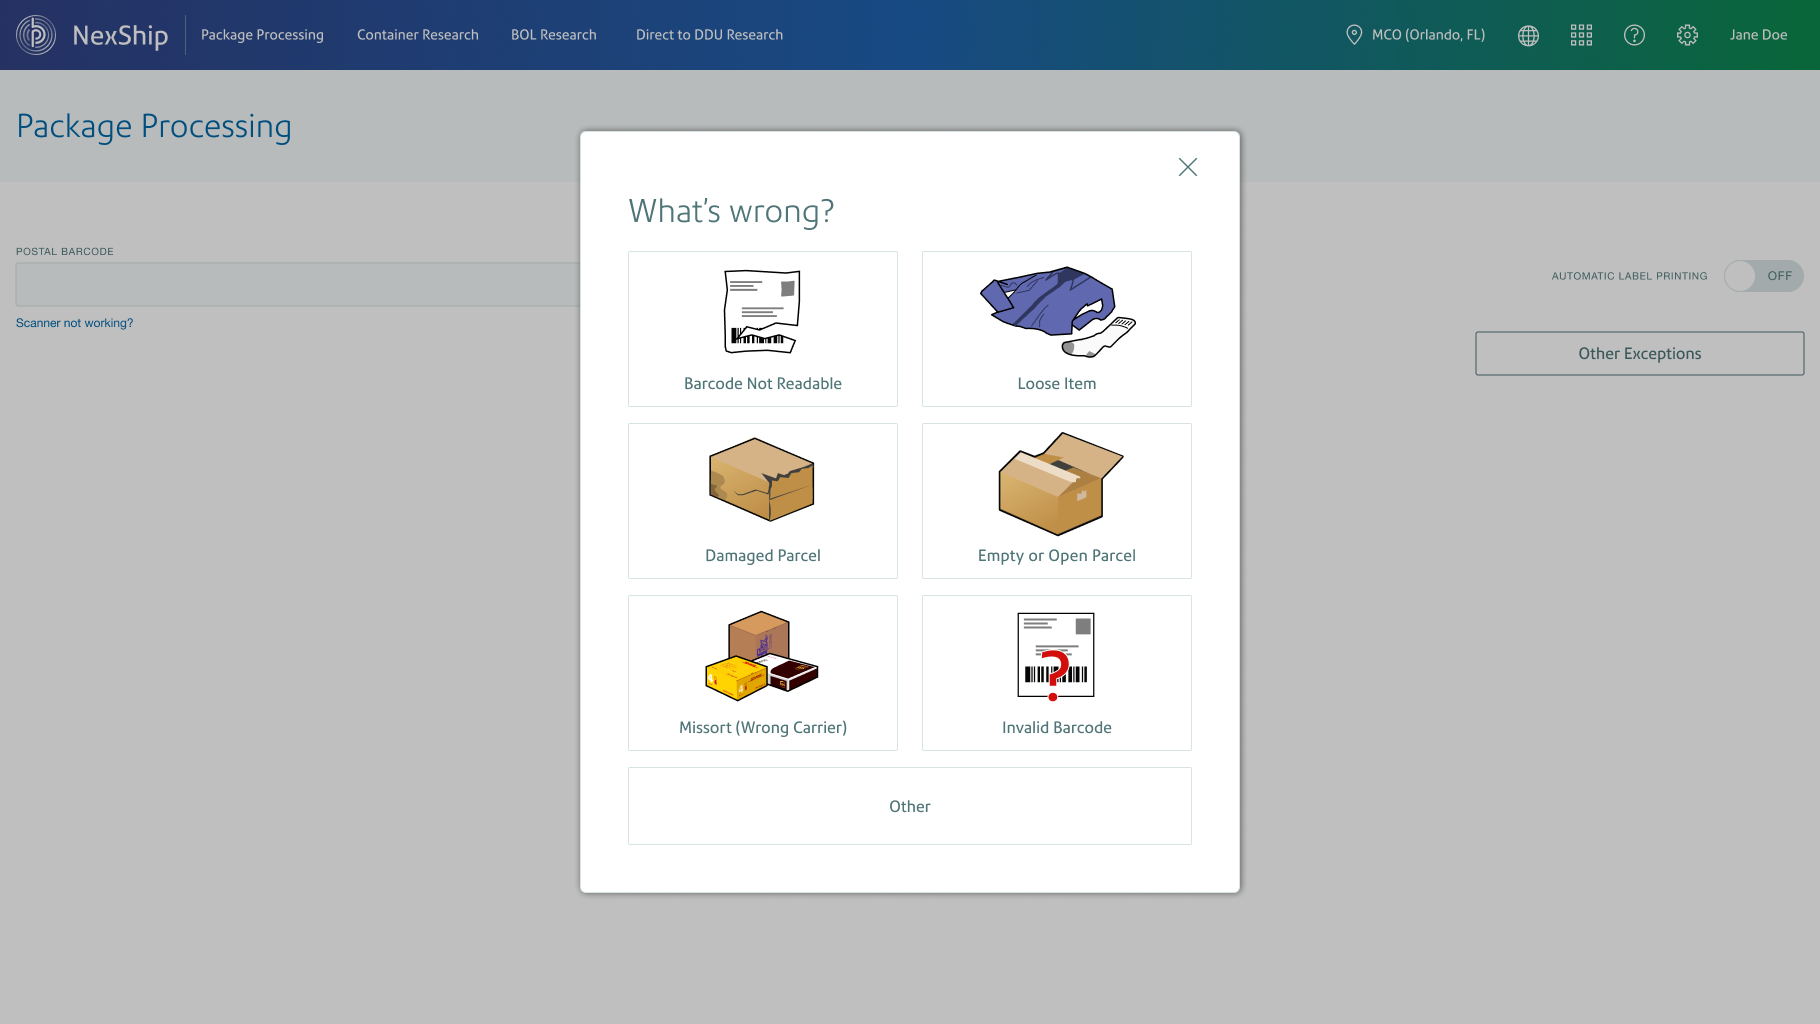 NexShip
Package Processing
Container Research
BOL Research
Direct to DDU Research
MCO (Orlando, FL)
Jane Doe
Package Processing
What's wrong?
POSTAL BARCODE
Scanner not working?
AUTOMATIC LABEL PRINTING
OFF
Other Exceptions
Barcode Not Readable
Loose Item
Damaged Parcel
Empty or Open Parcel
Missort (Wrong Carrier)
?
Invalid Barcode
Other